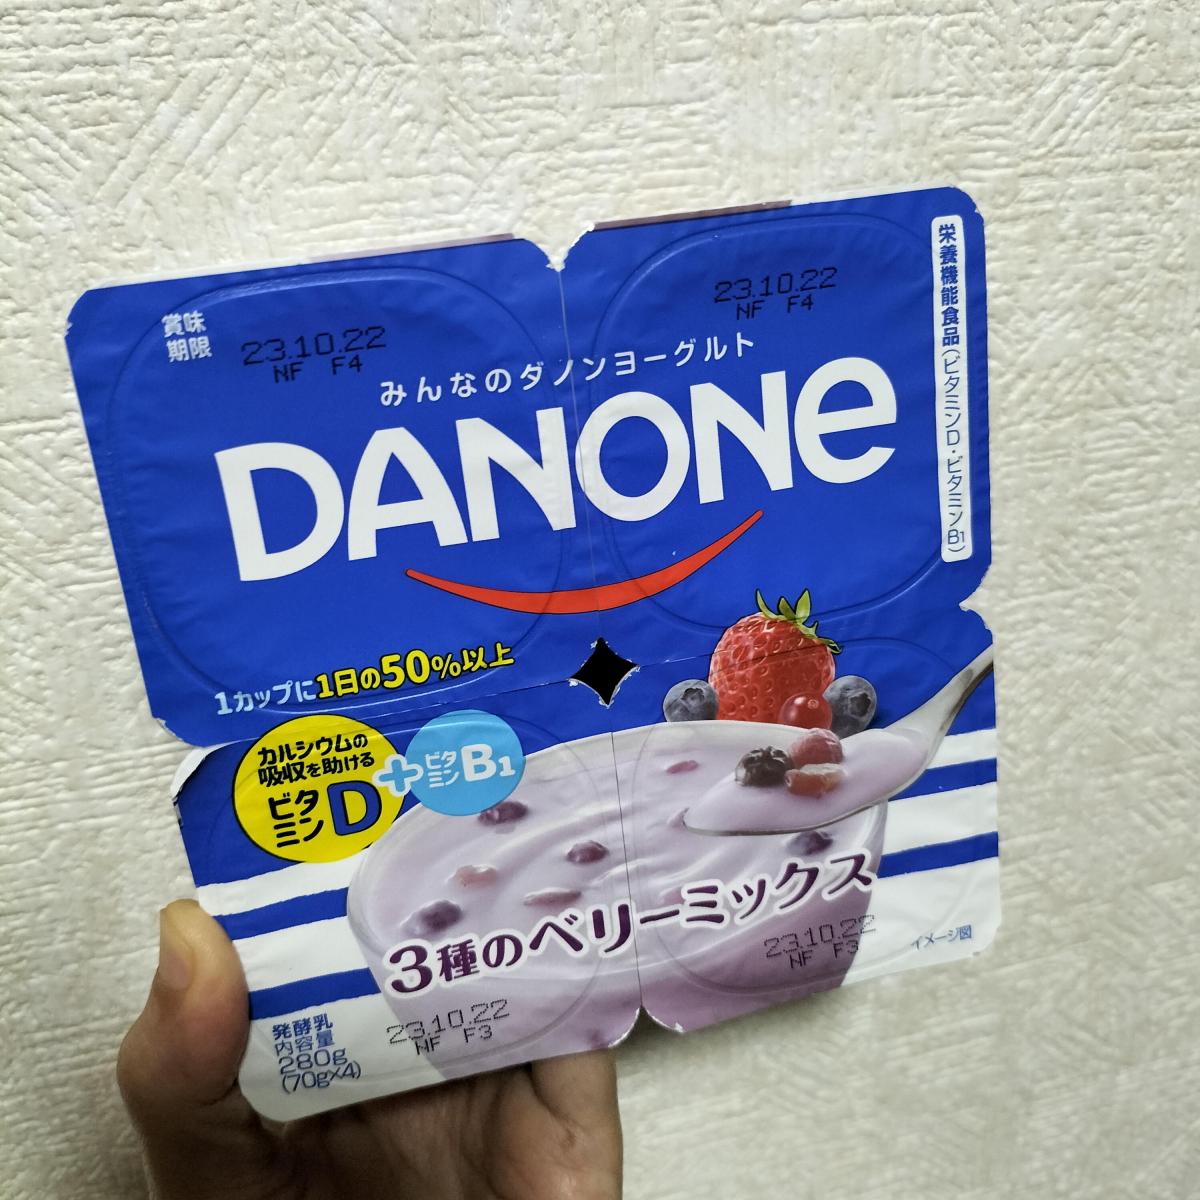 賞味
期限
23.10.22
NF F4
23.10.22
NF F4
みんなのダノンヨーグルト
DANONE
栄養機能食品(ビタミンD・ビタミンB1)
1カップに1日の50%以上
カルシウムの
吸収を助ける
ビタミンD
+
ビタミンB1
3種のベリーミックス
23.10.22
NF F3
イメージ図
23.10.22
NF F3
発酵乳
内容量
280g
(70g×4)